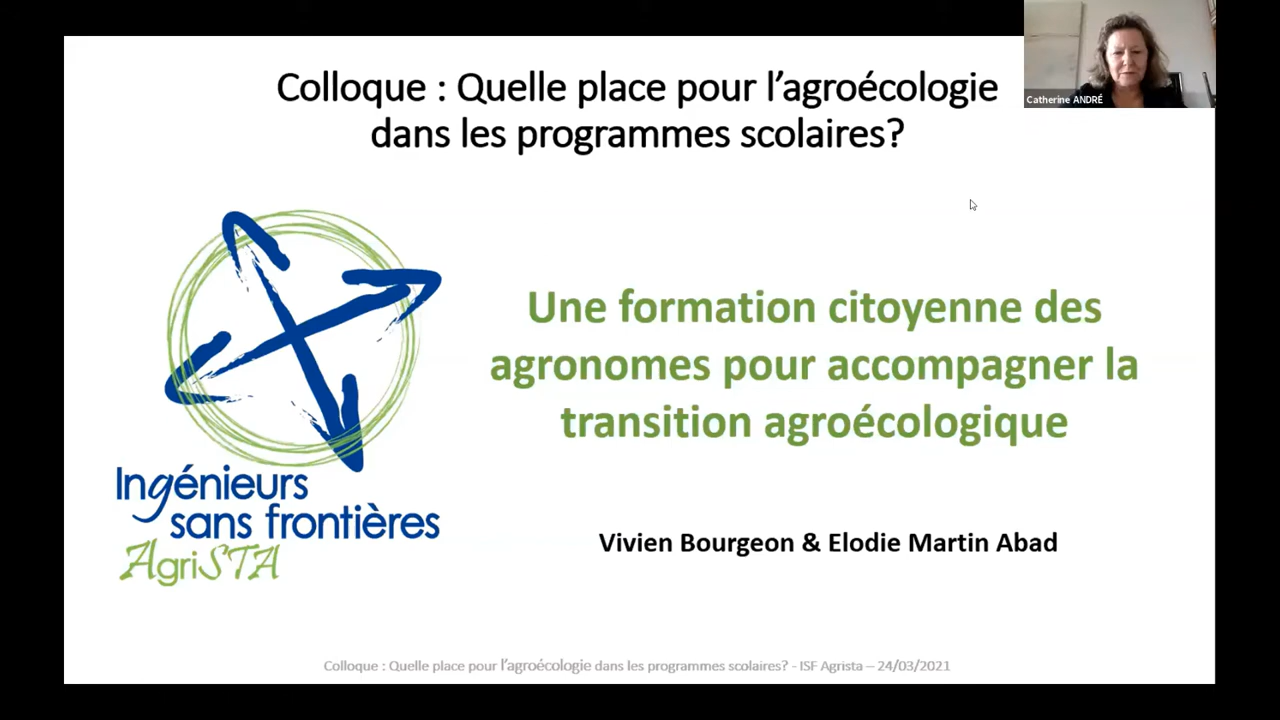 Colloque : Quelle place pour l'agroécologie
dans les programmes scolaires?
Catherine ANDRÉ
Une formation citoyenne des
agronomes pour accompagner la
transition agroécologique
Ingénieurs
sans frontières
AgriSTA
Vivien Bourgeon & Elodie Martin Abad
Colloque : Quelle place pour l'agroécologie dans les programmes scolaires? - ISF Agrista – 24/03/2021